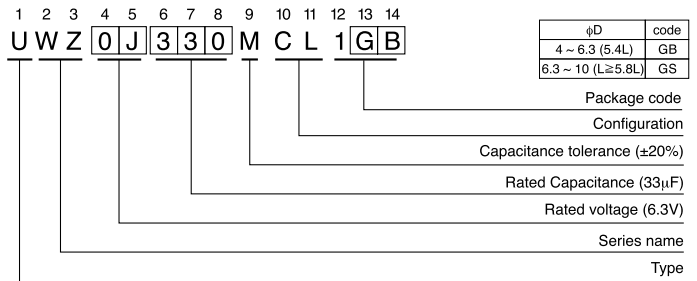 1 2 3 4 5 6 7 8 9 10 11 12 13 14
U W Z 0 J 3 3 0 M C L 1 G B
ϕD code
4 ~ 6.3 (5.4L) GB
6.3 ~ 10 (L≧5.8L) GS
Package code
Configuration
Capacitance tolerance (±20%)
Rated Capacitance (33μF)
Rated voltage (6.3V)
Series name
Type